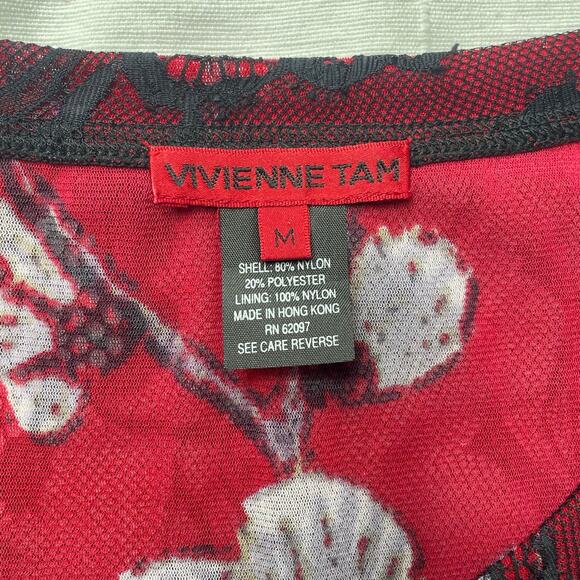 VIVIENNE TAM
M
SHELL: 80% NYLON
20% POLYESTER
LINING: 100% NYLON
MADE IN HONG KONG
RN 62097
SEE CARE REVERSE